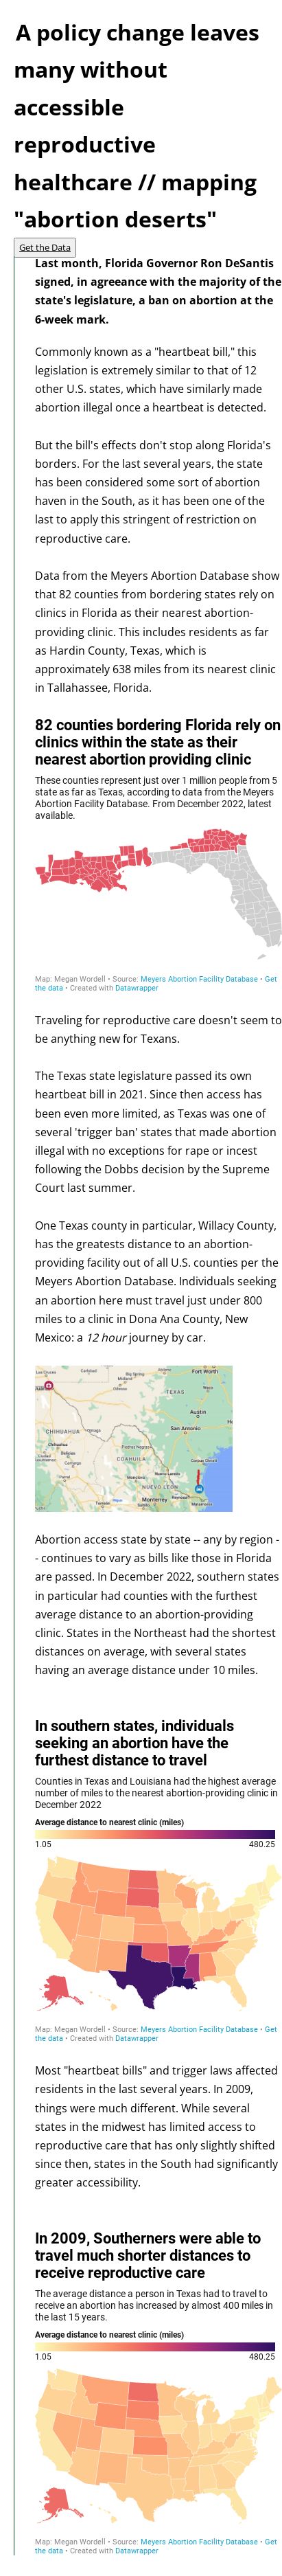 A policy change leaves
many without
accessible
reproductive
healthcare // mapping
"abortion deserts"
Get the Data
Last month, Florida Governor Ron DeSantis
signed, in agreeance with the majority of the
state's legislature, a ban on abortion at the
6-week mark.
Commonly known as a "heartbeat bill," this
legislation is extremely similar to that of 12
other U.S. states, which have similarly made
abortion illegal once a heartbeat is detected.
But the bill's effects don't stop along Florida's
borders. For the last several years, the state
has been considered some sort of abortion
haven in the South, as it has been one of the
last to apply this stringent of restriction on
reproductive care.
Data from the Meyers Abortion Database show
that 82 counties from bordering states rely on
clinics in Florida as their nearest abortion-
providing clinic. This includes residents as far
as Hardin County, Texas, which is
approximately 638 miles from its nearest clinic
in Tallahassee, Florida.
82 counties bordering Florida rely on
clinics within the state as their
nearest abortion providing clinic
These counties represent just over 1 million people from 5
state as far as Texas, according to data from the Meyers
Abortion Facility Database. From December 2022, latest
available.
Map: Megan Wordell • Source: Meyers Abortion Facility Database • Get
the data • Created with Datawrapper
Traveling for reproductive care doesn't seem to
be anything new for Texans.
The Texas state legislature passed its own
heartbeat bill in 2021. Since then access has
been even more limited, as Texas was one of
several 'trigger ban' states that made abortion
illegal with no exceptions for rape or incest
following the Dobbs decision by the Supreme
Court last summer.
One Texas county in particular, Willacy County,
has the greatests distance to an abortion-
providing facility out of all U.S. counties per the
Meyers Abortion Database. Individuals seeking
an abortion here must travel just under 800
miles to a clinic in Dona Ana County, New
Mexico: a 12 hour journey by car.
Carlsbad
Fort Worth
Midland
TEXAS
Odessa
Austin
San Antonio
CHIHUAHUA
Chihuahua
Piedras Negras
COAHUILA
Corpus Christi
Nuevo Laredo
NUEVO LEON
Monterrey
Torreon
Matamoros
Abortion access state by state -- any by region -
- continues to vary as bills like those in Florida
are passed. In December 2022, southern states
in particular had counties with the furthest
average distance to an abortion-providing
clinic. States in the Northeast had the shortest
distances on average, with several states
having an average distance under 10 miles.
In southern states, individuals
seeking an abortion have the
furthest distance to travel
Counties in Texas and Louisiana had the highest average
number of miles to the nearest abortion-providing clinic in
December 2022
Average distance to nearest clinic (miles)
1.05 480.25
Map: Megan Wordell • Source: Meyers Abortion Facility Database • Get
the data • Created with Datawrapper
Most "heartbeat bills" and trigger laws affected
residents in the last several years. In 2009,
things were much different. While several
states in the midwest has limited access to
reproductive care that has only slightly shifted
since then, states in the South had significantly
greater accessibility.
In 2009, Southerners were able to
travel much shorter distances to
receive reproductive care
The average distance a person in Texas had to travel to
receive an abortion has increased by almost 400 miles in
the last 15 years.
Average distance to nearest clinic (miles)
1.05 480.25
Map: Megan Wordell • Source: Meyers Abortion Facility Database • Get
the data • Created with Datawrapper